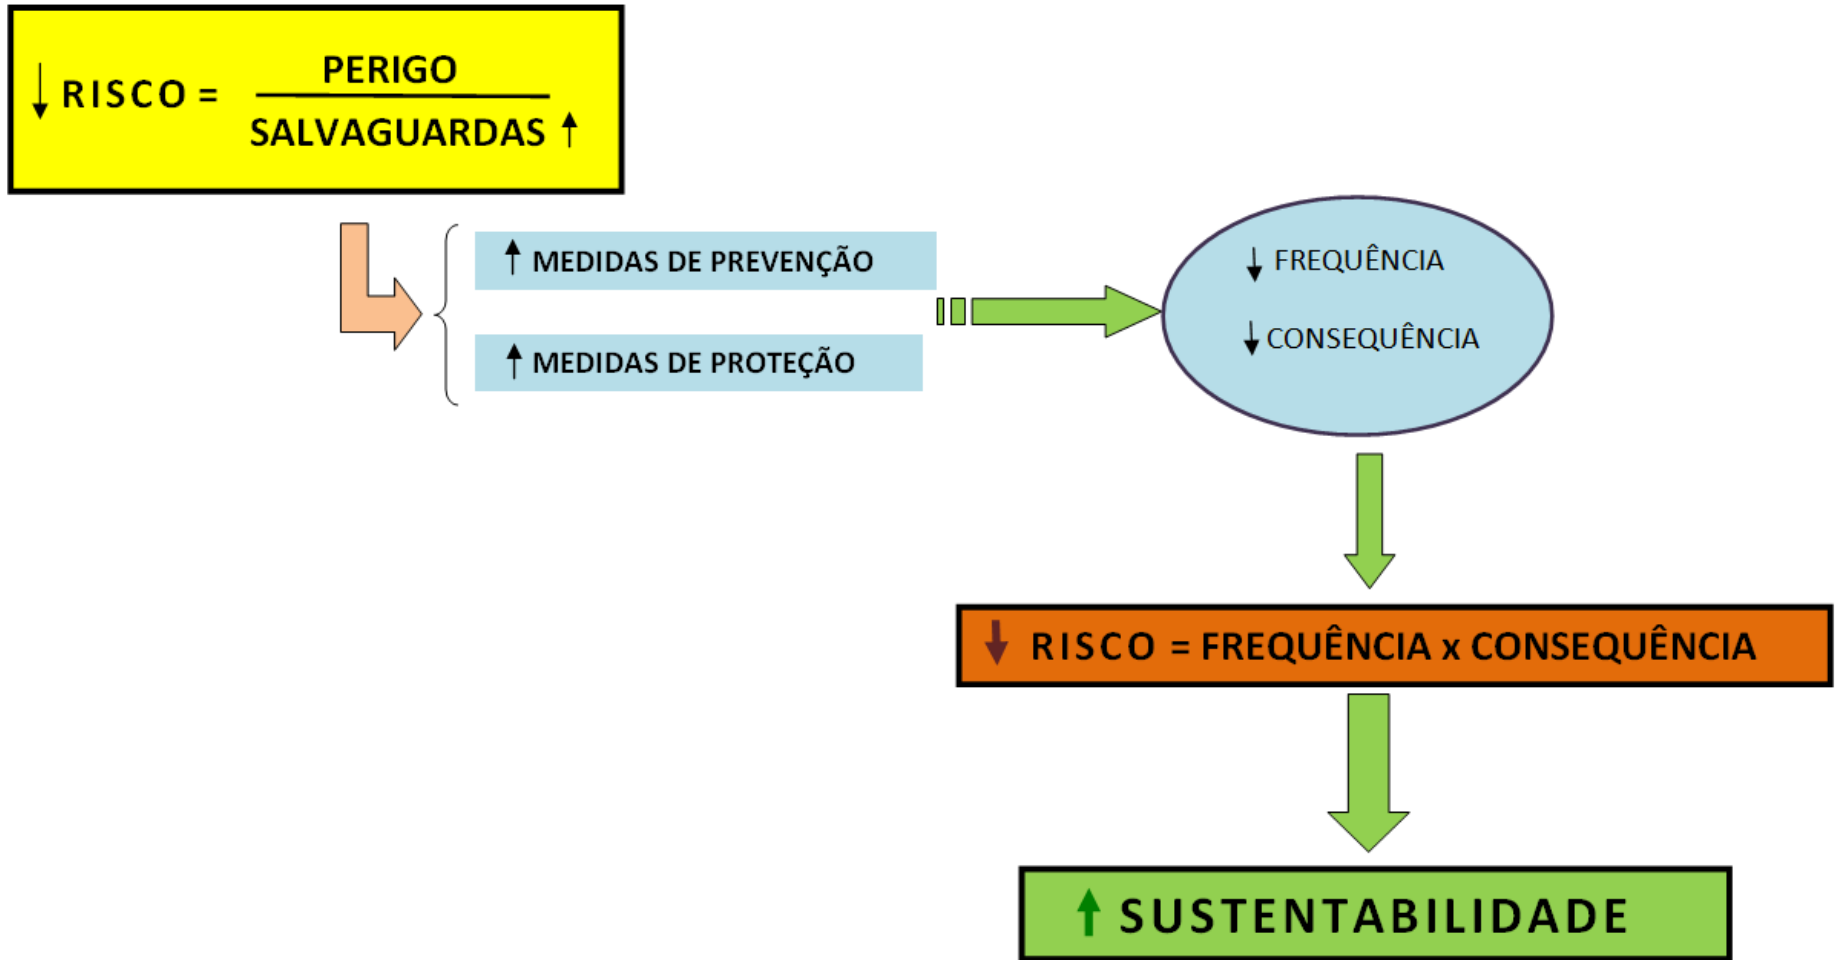 ↓ RISCO = PERIGO
SALVAGUARDAS ↑
↑ MEDIDAS DE PREVENÇÃO
↑ MEDIDAS DE PROTEÇÃO
↓ FREQUÊNCIA
↓ CONSEQUÊNCIA
↓ RISCO = FREQUÊNCIA x CONSEQUÊNCIA
↑ SUSTENTABILIDADE